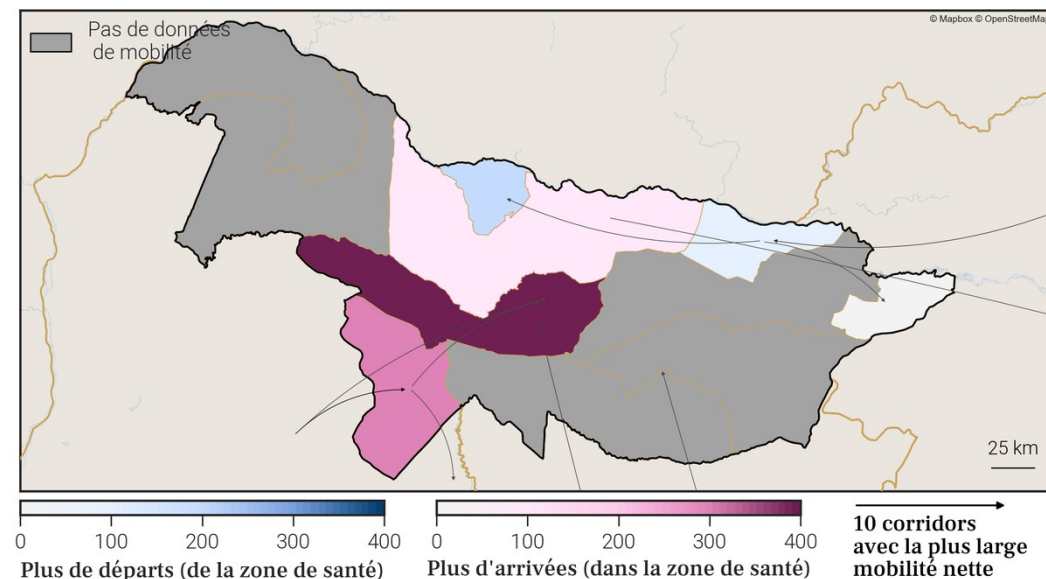 © Mapbox © OpenStreetMap
Pas de données
de mobilité
25 km
0 100 200 300 400
Plus de départs (de la zone de santé)
0 100 200 300 400
Plus d'arrivées (dans la zone de santé)
10 corridors
avec la plus large
mobilité nette